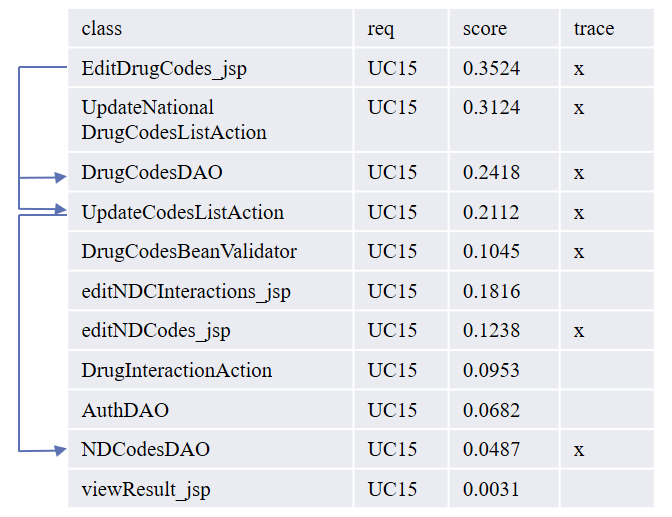 class req score trace
EditDrugCodes_jsp UC15 0.3524 x
UpdateNational UC15 0.3124 x
DrugCodesListAction
DrugCodesDAO UC15 0.2418 x
UpdateCodesListAction UC15 0.2112 x
DrugCodesBeanValidator UC15 0.1045 x
editNDCInteractions_jsp UC15 0.1816
editNDCodes_jsp UC15 0.1238 x
DrugInteractionAction UC15 0.0953
AuthDAO UC15 0.0682
NDCodesDAO UC15 0.0487 x
viewResult_jsp UC15 0.0031